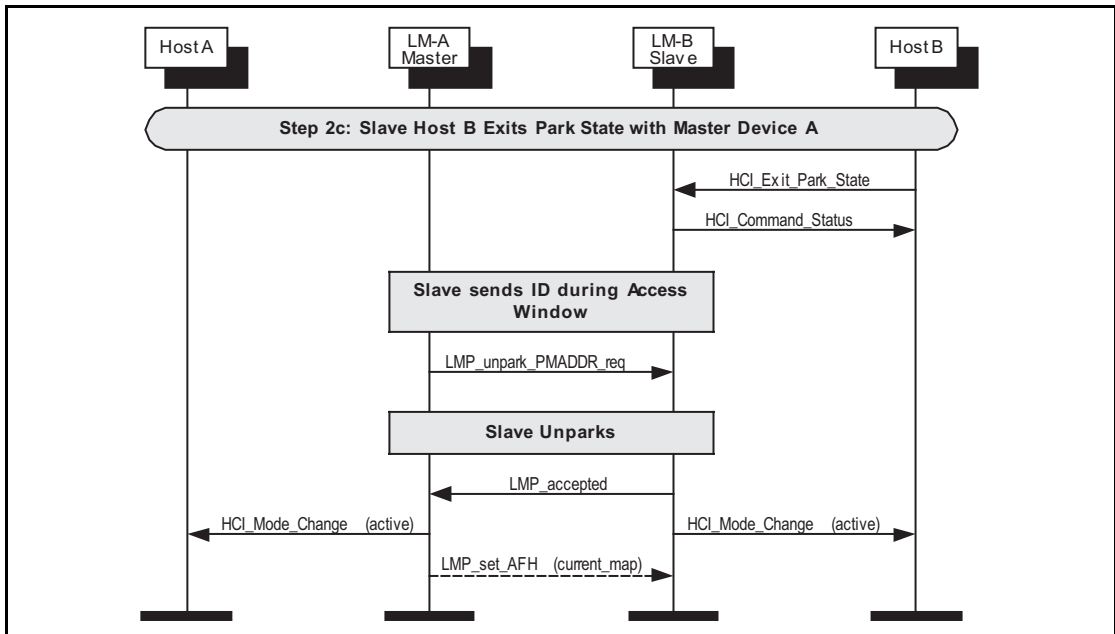 Host A
LM-A
Master
LM-B
Slave
Host B
Step 2c: Slave Host B Exits Park State with Master Device A
HCI_Exit_Park_State
HCI_Command_Status
Slave sends ID during Access
Window
LMP_unpark_PMADDR_req
Slave Unparks
LMP_accepted
HCI_Mode_Change (active)
HCI_Mode_Change (active)
LMP_set_AFH (current_map)